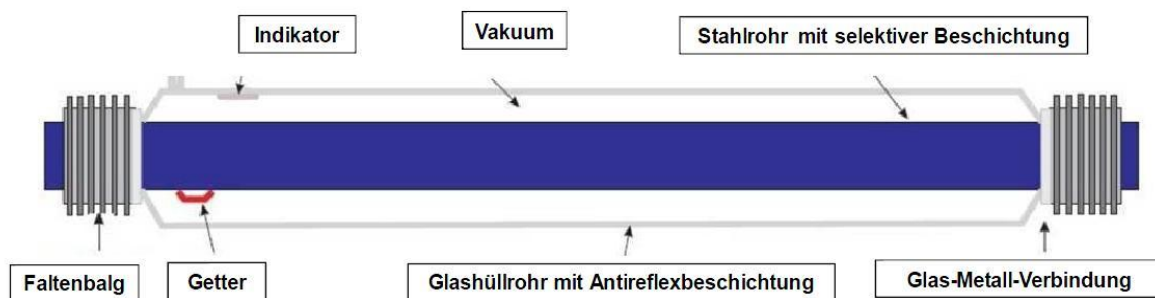 Indikator
Vakuum
Stahlrohr mit selektiver Beschichtung
Faltenbalg
Getter
Glashüllrohr mit Antireflexbeschichtung
Glas-Metall-Verbindung